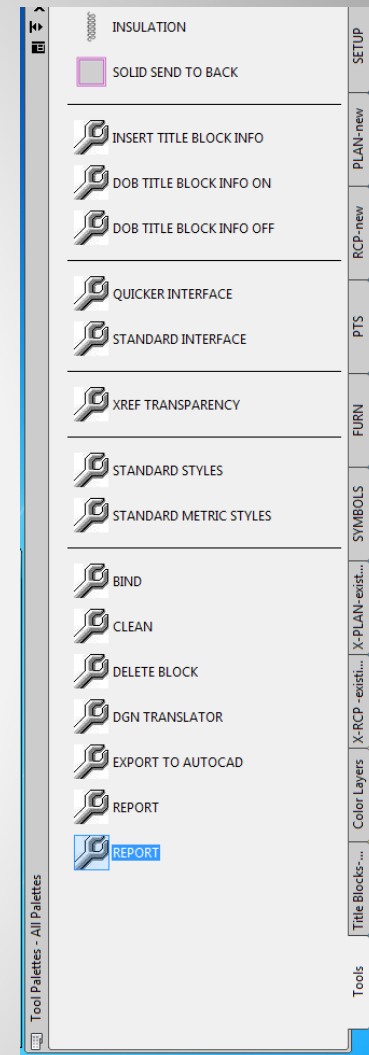 INSULATION
SOLID SEND TO BACK
INSERT TITLE BLOCK INFO
DOB TITLE BLOCK INFO ON
DOB TITLE BLOCK INFO OFF
QUICKER INTERFACE
STANDARD INTERFACE
XREF TRANSPARENCY
STANDARD STYLES
STANDARD METRIC STYLES
BIND
CLEAN
DELETE BLOCK
DGN TRANSLATOR
EXPORT TO AUTOCAD
REPORT
REPORT
SETUP
PLAN-new
RCP-new
PTS
FURN
SYMBOLS
X-PLAN-exist...
X-RCP -existi...
Color Layers
Title Blocks-...
Tools
Tool Palettes - All Palettes